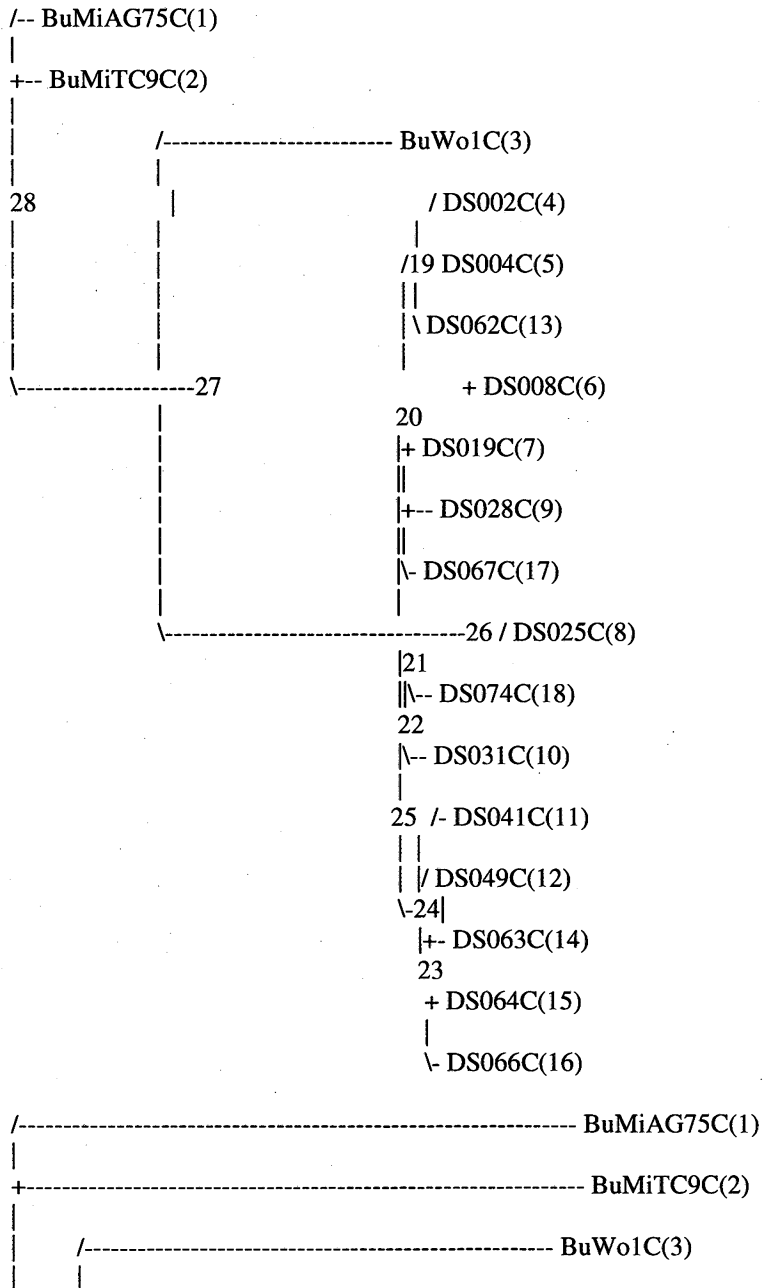 /-- BuMiAG75C(1)
|
+-- BuMiTC9C(2)
|
| /-------------------------- BuWo1C(3)
| |
28 | / DS002C(4)
| | |
| | /19 DS004C(5)
| | ||
| | | \ DS062C(13)
| | |
\--------------------27 + DS008C(6)
| 20
| |+ DS019C(7)
| ||
| |+-- DS028C(9)
| ||
| |\- DS067C(17)
| |
\----------------------------------26 / DS025C(8)
|21
||\-- DS074C(18)
22
|\-- DS031C(10)
|
25 /- DS041C(11)
| |
| |/ DS049C(12)
\-24|
|+- DS063C(14)
23
+ DS064C(15)
|
\- DS066C(16)
/---------------------------------------------------------------- BuMiAG75C(1)
|
+---------------------------------------------------------------- BuMiTC9C(2)
|
| /----------------------------------------------------- BuWo1C(3)
| |